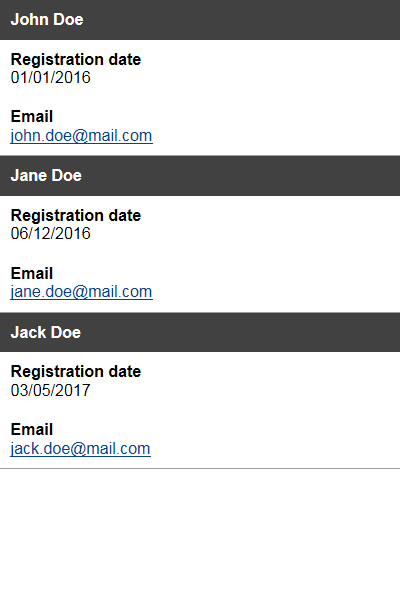 John Doe
Registration date
01/01/2016
Email
john.doe@mail.com
Jane Doe
Registration date
06/12/2016
Email
jane.doe@mail.com
Jack Doe
Registration date
03/05/2017
Email
jack.doe@mail.com